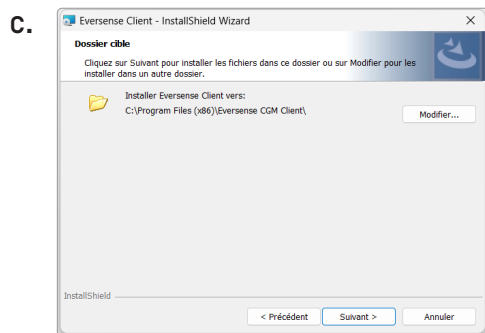 C.
Eversense Client - InstallShield Wizard
Dossier cible
Cliquez sur Suivant pour installer les fichiers dans ce dossier ou sur Modifier pour les
installer dans un autre dossier.
Installer Eversense Client vers:
C:\Program Files (x86)\Eversense CGM Client\
Modifier...
InstallShield
< Précédent
Suivant >
Annuler